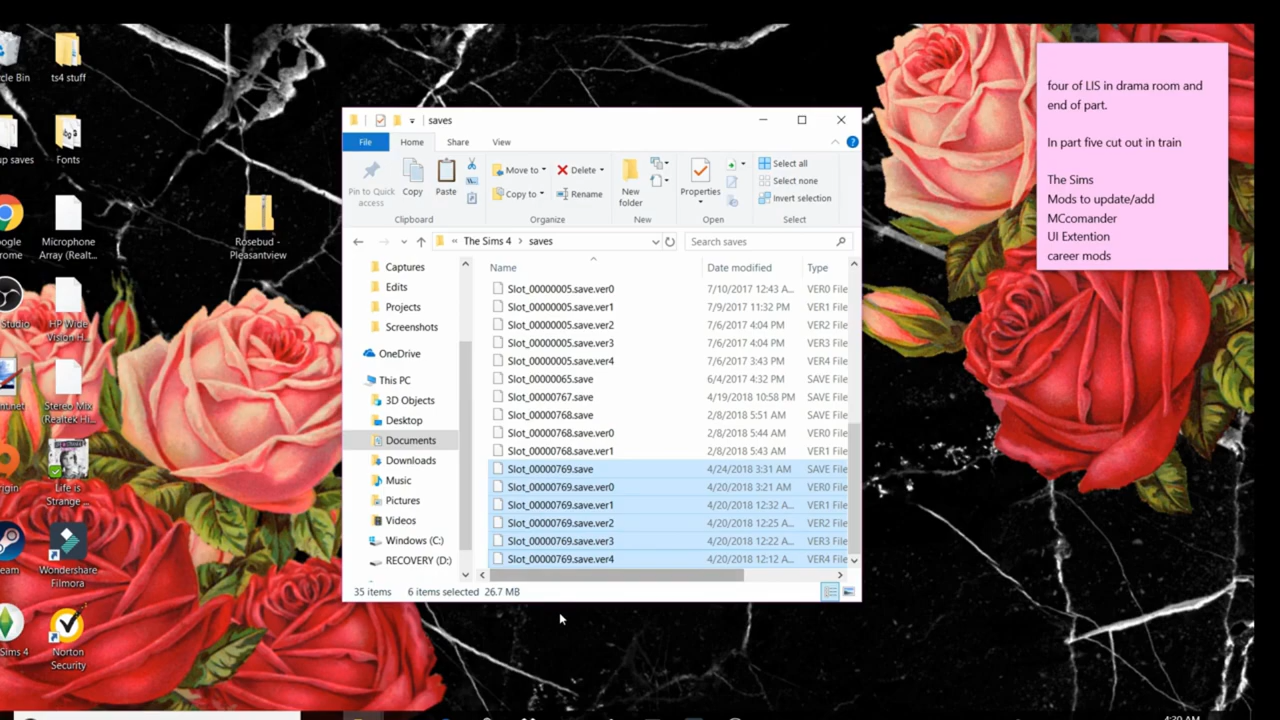 cle Bin
ts4 stuff
up saves
Fonts
Microphone
Array (Realt...
Rosebud -
Pleasantview
Studio
HP Wide
Vision H...
Stereo Mix
(Realtek Hi...
Life is
Strange ...
Wondershare
Filmora
Sims 4
Norton
Security
saves
File
Home
Share
View
Pin to Quick
access
Copy
Paste
Clipboard
Move to
Copy to
Delete
Rename
Organize
New
folder
New
Properties
Open
Select all
Select none
Invert selection
Select
« The Sims 4 > saves
Search saves
Captures
Edits
Projects
Screenshots
OneDrive
This PC
3D Objects
Desktop
Documents
Downloads
Music
Pictures
Videos
Windows (C:)
RECOVERY (D:)
Name Date modified Type
Slot_00000005.save.ver0 7/10/2017 12:43 A... VER0 File
Slot_00000005.save.ver1 7/9/2017 11:32 PM VER1 File
Slot_00000005.save.ver2 7/6/2017 4:04 PM VER2 File
Slot_00000005.save.ver3 7/6/2017 4:04 PM VER3 File
Slot_00000005.save.ver4 7/6/2017 3:43 PM VER4 File
Slot_00000065.save 6/4/2017 4:32 PM SAVE File
Slot_00000767.save 4/19/2018 10:58 PM SAVE File
Slot_00000768.save 2/8/2018 5:51 AM SAVE File
Slot_00000768.save.ver0 2/8/2018 5:44 AM VER0 File
Slot_00000768.save.ver1 2/8/2018 5:43 AM VER1 File
Slot_00000769.save 4/24/2018 3:31 AM SAVE File
Slot_00000769.save.ver0 4/20/2018 3:21 AM VER0 File
Slot_00000769.save.ver1 4/20/2018 12:32 A... VER1 File
Slot_00000769.save.ver2 4/20/2018 12:25 A... VER2 File
Slot_00000769.save.ver3 4/20/2018 12:22 A... VER3 File
Slot_00000769.save.ver4 4/20/2018 12:12 A... VER4 File
35 items 6 items selected 26.7 MB
four of LIS in drama room and
end of part.
In part five cut out in train
The Sims
Mods to update/add
MCcomander
UI Extention
career mods